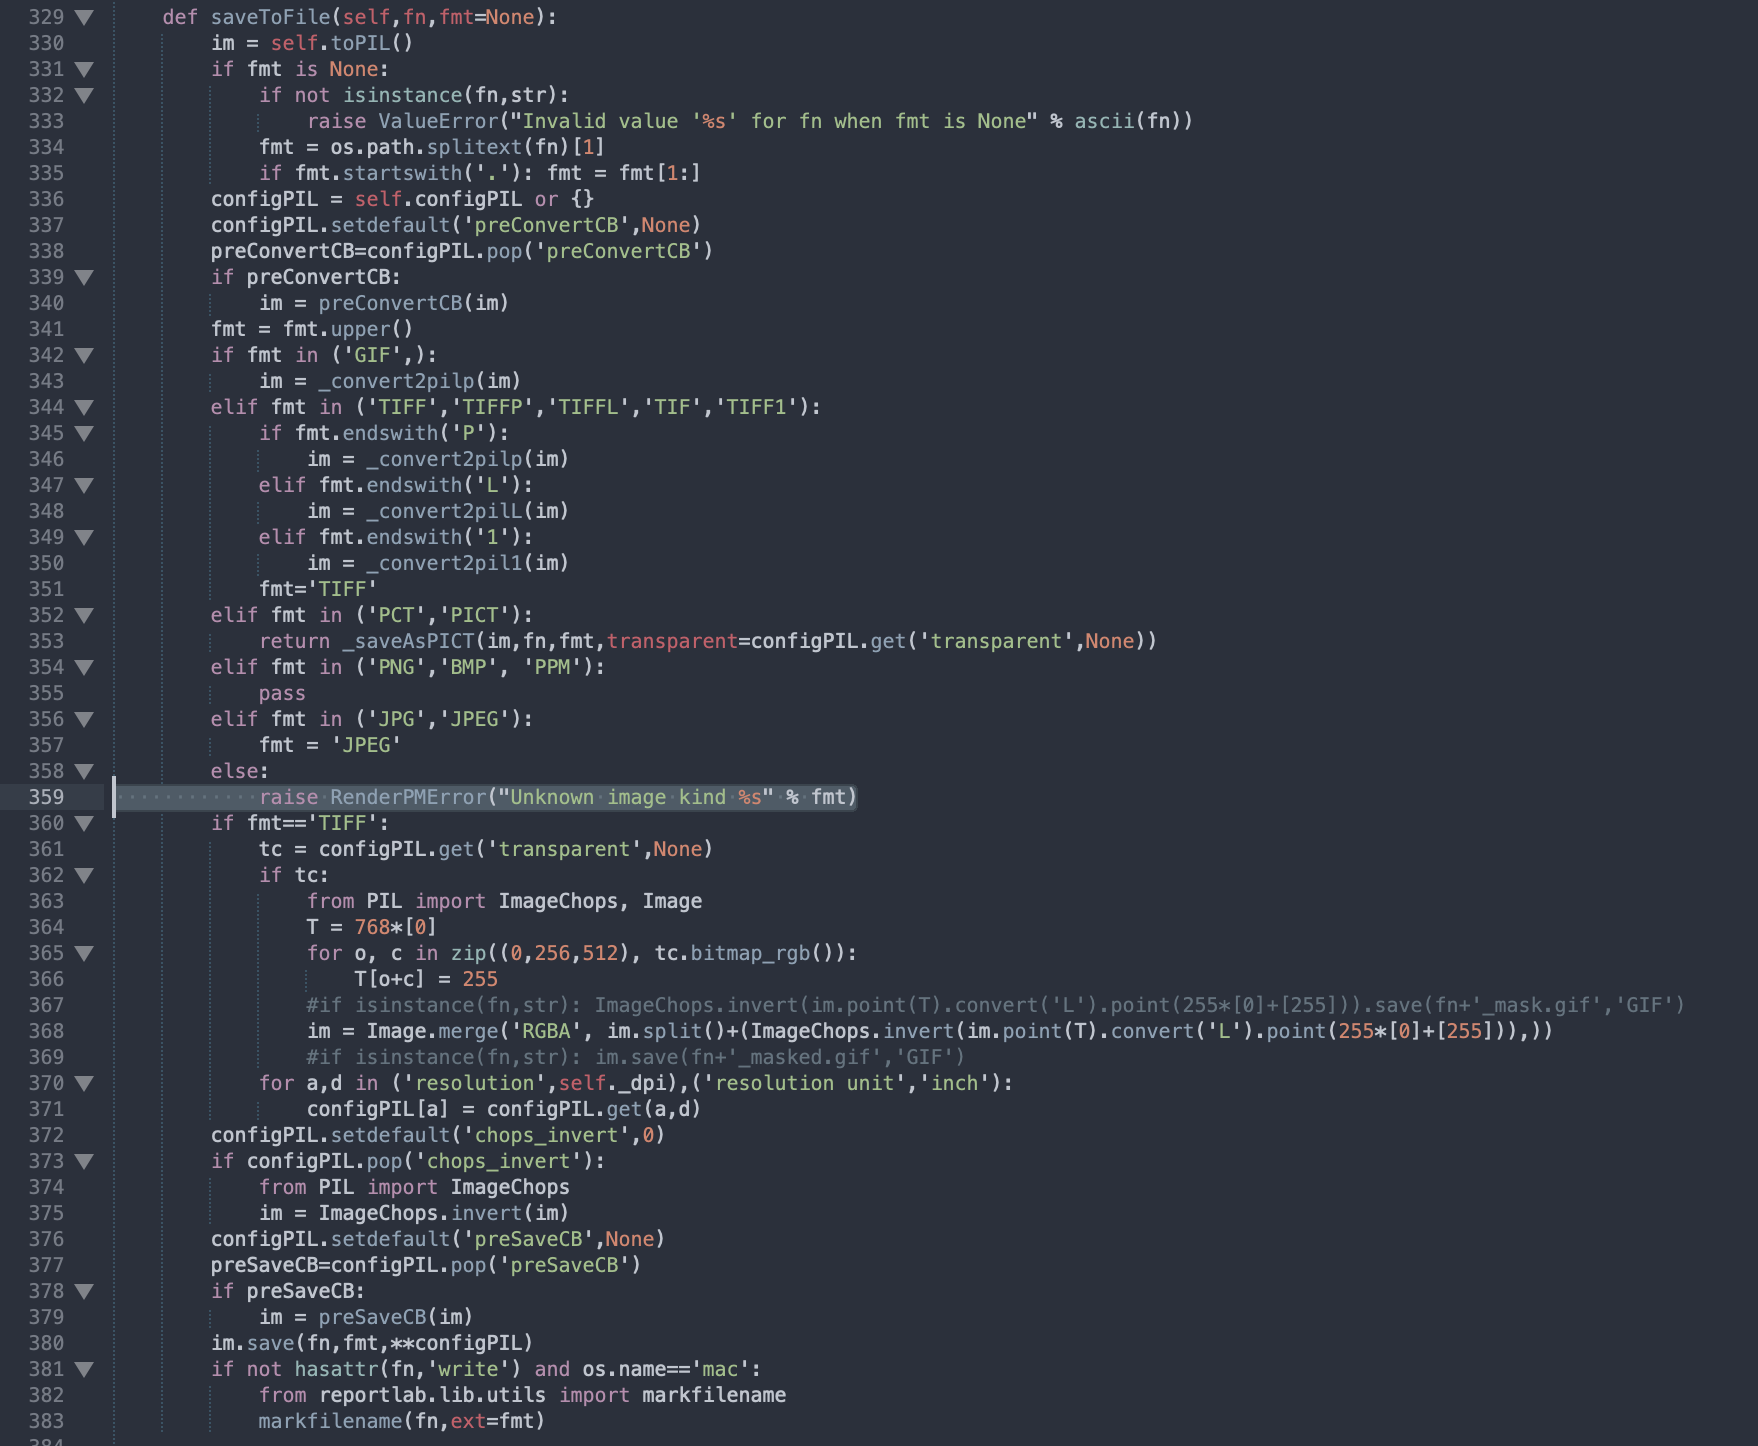 329 ▼ def saveToFile(self,fn,fmt=None):
330 im = self.toPIL()
331 ▼ if fmt is None:
332 ▼ if not isinstance(fn,str):
333 raise ValueError("Invalid value '%s' for fn when fmt is None" % ascii(fn))
334 fmt = os.path.splitext(fn)[1]
335 if fmt.startswith('.'): fmt = fmt[1:]
336 configPIL = self.configPIL or {}
337 configPIL.setdefault('preConvertCB',None)
338 preConvertCB=configPIL.pop('preConvertCB')
339 ▼ if preConvertCB:
340 im = preConvertCB(im)
341 fmt = fmt.upper()
342 ▼ if fmt in ('GIF',):
343 im = _convert2pilp(im)
344 ▼ elif fmt in ('TIFF','TIFFP','TIFFL','TIF','TIFF1'):
345 ▼ if fmt.endswith('P'):
346 im = _convert2pilp(im)
347 ▼ elif fmt.endswith('L'):
348 im = _convert2pilL(im)
349 ▼ elif fmt.endswith('1'):
350 im = _convert2pil1(im)
351 fmt='TIFF'
352 ▼ elif fmt in ('PCT','PICT'):
353 return _saveAsPICT(im,fn,fmt,transparent=configPIL.get('transparent',None))
354 ▼ elif fmt in ('PNG','BMP', 'PPM'):
355 pass
356 ▼ elif fmt in ('JPG','JPEG'):
357 fmt = 'JPEG'
358 ▼ else:
359 raise RenderPMError("Unknown image kind %s" % fmt)
360 ▼ if fmt=='TIFF':
361 tc = configPIL.get('transparent',None)
362 ▼ if tc:
363 from PIL import ImageChops, Image
364 T = 768*[0]
365 ▼ for o, c in zip((0,256,512), tc.bitmap_rgb()):
366 T[o+c] = 255
367 #if isinstance(fn,str): ImageChops.invert(im.point(T).convert('L').point(255*[0]+[255])).save(fn+'_mask.gif','GIF')
368 im = Image.merge('RGBA', im.split()+(ImageChops.invert(im.point(T).convert('L').point(255*[0]+[255])),))
369 #if isinstance(fn,str): im.save(fn+'_masked.gif','GIF')
370 ▼ for a,d in ('resolution',self._dpi),('resolution unit','inch'):
371 configPIL[a] = configPIL.get(a,d)
372 configPIL.setdefault('chops_invert',0)
373 ▼ if configPIL.pop('chops_invert'):
374 from PIL import ImageChops
375 im = ImageChops.invert(im)
376 configPIL.setdefault('preSaveCB',None)
377 preSaveCB=configPIL.pop('preSaveCB')
378 ▼ if preSaveCB:
379 im = preSaveCB(im)
380 im.save(fn,fmt,**configPIL)
381 ▼ if not hasattr(fn,'write') and os.name=='mac':
382 from reportlab.lib.utils import markfilename
383 markfilename(fn,ext=fmt)
384